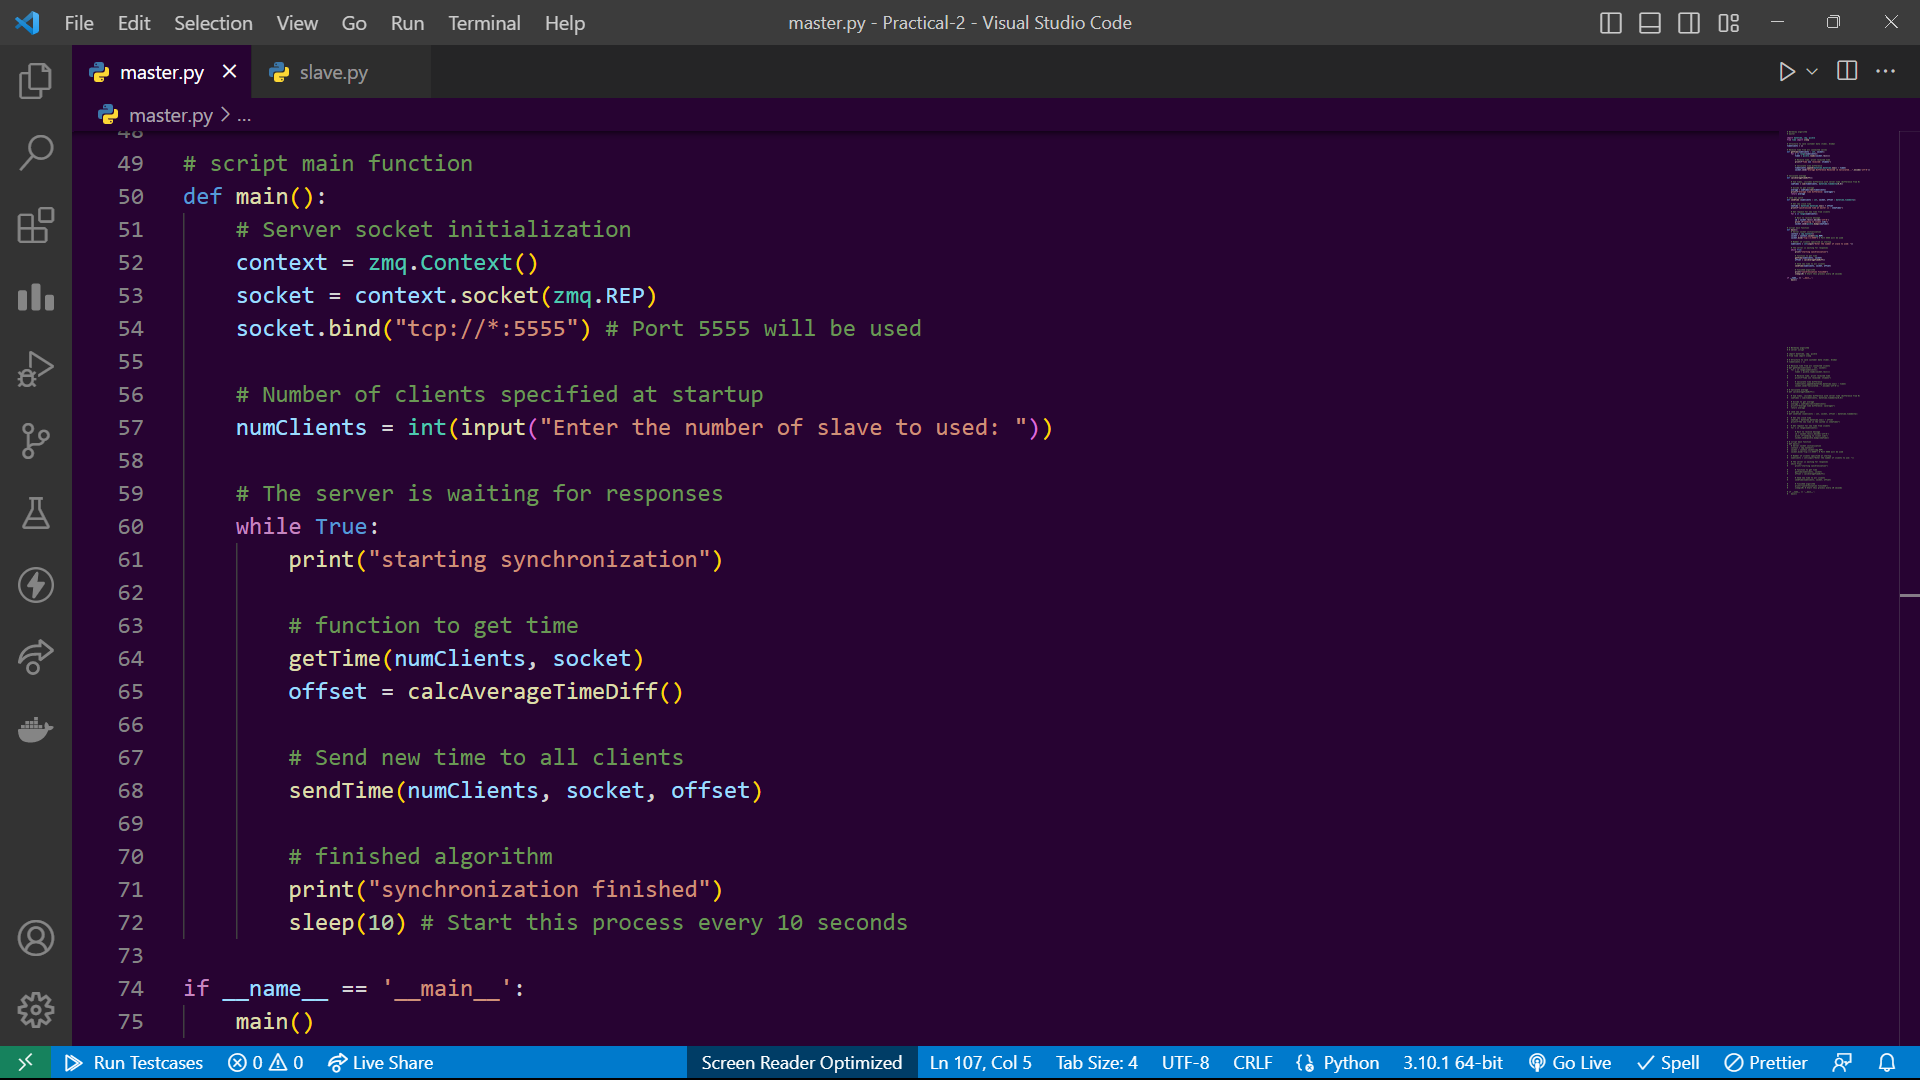 File Edit Selection View Go Run Terminal Help master.py - Practical-2 - Visual Studio Code
master.py slave.py
master.py > ...
48
49 # script main function
50 def main():
51 # Server socket initialization
52 context = zmq.Context()
53 socket = context.socket(zmq.REP)
54 socket.bind("tcp://*:5555") # Port 5555 will be used
55
56 # Number of clients specified at startup
57 numClients = int(input("Enter the number of slave to used: "))
58
59 # The server is waiting for responses
60 while True:
61 print("starting synchronization")
62
63 # function to get time
64 getTime(numClients, socket)
65 offset = calcAverageTimeDiff()
66
67 # Send new time to all clients
68 sendTime(numClients, socket, offset)
69
70 # finished algorithm
71 print("synchronization finished")
72 sleep(10) # Start this process every 10 seconds
73
74 if __name__ == '__main__':
75 main()
Run Testcases 0 0 Live Share Screen Reader Optimized Ln 107, Col 5 Tab Size: 4 UTF-8 CRLF Python 3.10.1 64-bit Go Live Spell Prettier